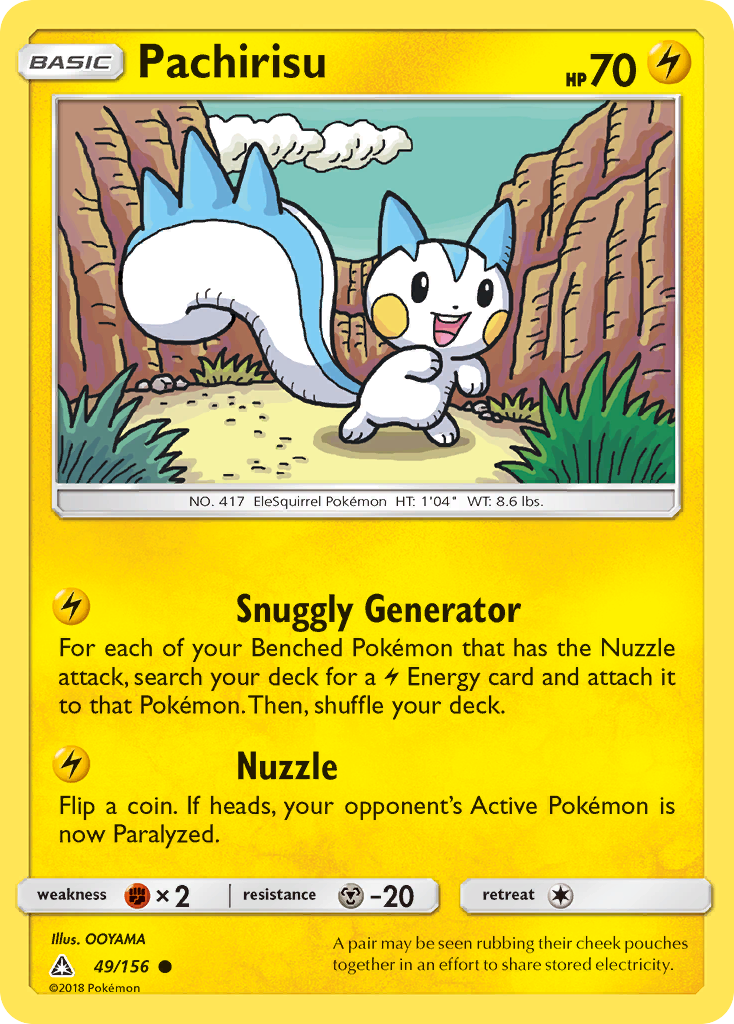 BASIC Pachirisu HP 70
NO. 417 EleSquirrel Pokémon HT: 1'04" WT: 8.6 lbs.
Snuggly Generator
For each of your Benched Pokémon that has the Nuzzle
attack, search your deck for a Energy card and attach it
to that Pokémon. Then, shuffle your deck.
Nuzzle
Flip a coin. If heads, your opponent's Active Pokémon is
now Paralyzed.
weakness × 2 resistance -20 retreat
Illus. OOYAMA
49/156
©2018 Pokémon
A pair may be seen rubbing their cheek pouches
together in an effort to share stored electricity.